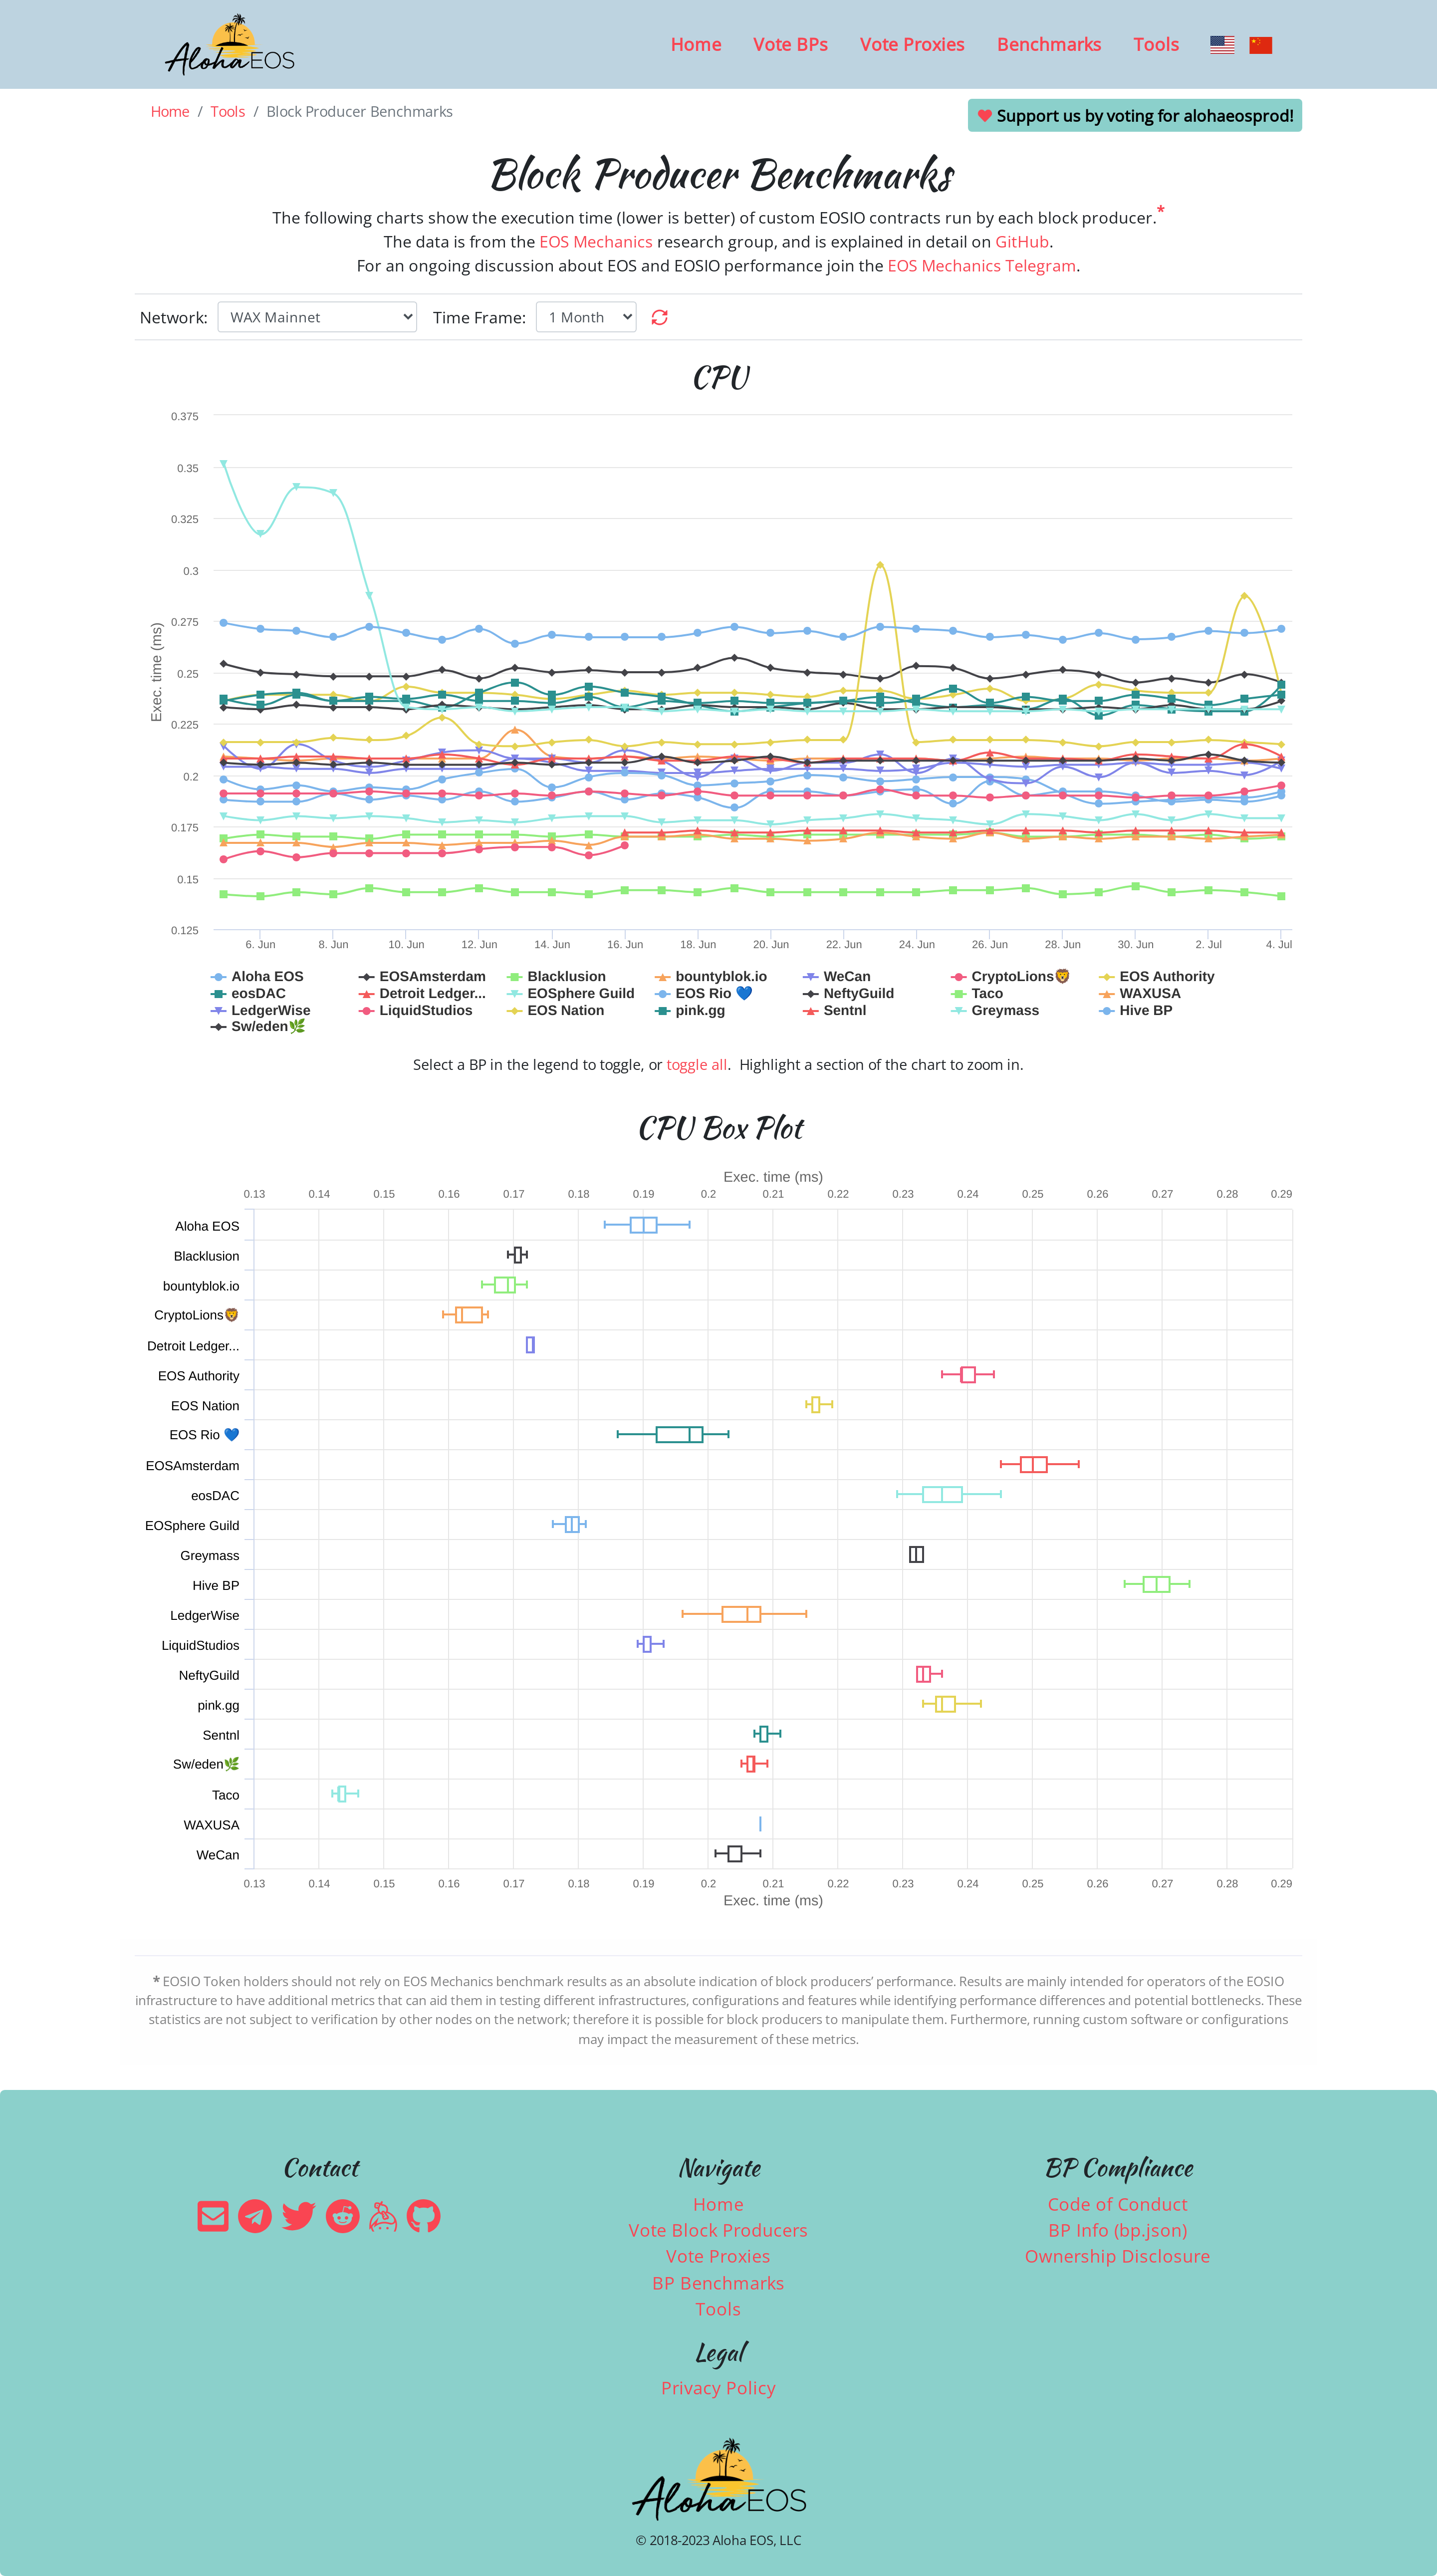 Aloha EOS
Home Vote BPs Vote Proxies Benchmarks Tools
Home / Tools / Block Producer Benchmarks
Support us by voting for alohaeosprod!
Block Producer Benchmarks
The following charts show the execution time (lower is better) of custom EOSIO contracts run by each block producer.*
The data is from the EOS Mechanics research group, and is explained in detail on GitHub.
For an ongoing discussion about EOS and EOSIO performance join the EOS Mechanics Telegram.
Network: WAX Mainnet Time Frame: 1 Month
CPU
Exec. time (ms)
0.375
0.35
0.325
0.3
0.275
0.25
0.225
0.2
0.175
0.15
0.125
6. Jun 8. Jun 10. Jun 12. Jun 14. Jun 16. Jun 18. Jun 20. Jun 22. Jun 24. Jun 26. Jun 28. Jun 30. Jun 2. Jul 4. Jul
Aloha EOS EOSAmsterdam Blacklusion bountyblok.io WeCan CryptoLions🦁 EOS Authority
eosDAC Detroit Ledger... EOSphere Guild EOS Rio 💙 NeftyGuild Taco WAXUSA
LedgerWise LiquidStudios EOS Nation pink.gg Sentnl Greymass Hive BP
Sw/eden🌿
Select a BP in the legend to toggle, or toggle all. Highlight a section of the chart to zoom in.
CPU Box Plot
Exec. time (ms)
0.13 0.14 0.15 0.16 0.17 0.18 0.19 0.2 0.21 0.22 0.23 0.24 0.25 0.26 0.27 0.28 0.29
Aloha EOS
Blacklusion
bountyblok.io
CryptoLions🦁
Detroit Ledger...
EOS Authority
EOS Nation
EOS Rio 💙
EOSAmsterdam
eosDAC
EOSphere Guild
Greymass
Hive BP
LedgerWise
LiquidStudios
NeftyGuild
pink.gg
Sentnl
Sw/eden🌿
Taco
WAXUSA
WeCan
0.13 0.14 0.15 0.16 0.17 0.18 0.19 0.2 0.21 0.22 0.23 0.24 0.25 0.26 0.27 0.28 0.29
Exec. time (ms)
* EOSIO Token holders should not rely on EOS Mechanics benchmark results as an absolute indication of block producers' performance. Results are mainly intended for operators of the EOSIO
infrastructure to have additional metrics that can aid them in testing different infrastructures, configurations and features while identifying performance differences and potential bottlenecks. These
statistics are not subject to verification by other nodes on the network; therefore it is possible for block producers to manipulate them. Furthermore, running custom software or configurations
may impact the measurement of these metrics.
Contact
Navigate
Home
Vote Block Producers
Vote Proxies
BP Benchmarks
Tools
Legal
Privacy Policy
BP Compliance
Code of Conduct
BP Info (bp.json)
Ownership Disclosure
Aloha EOS
© 2018-2023 Aloha EOS, LLC